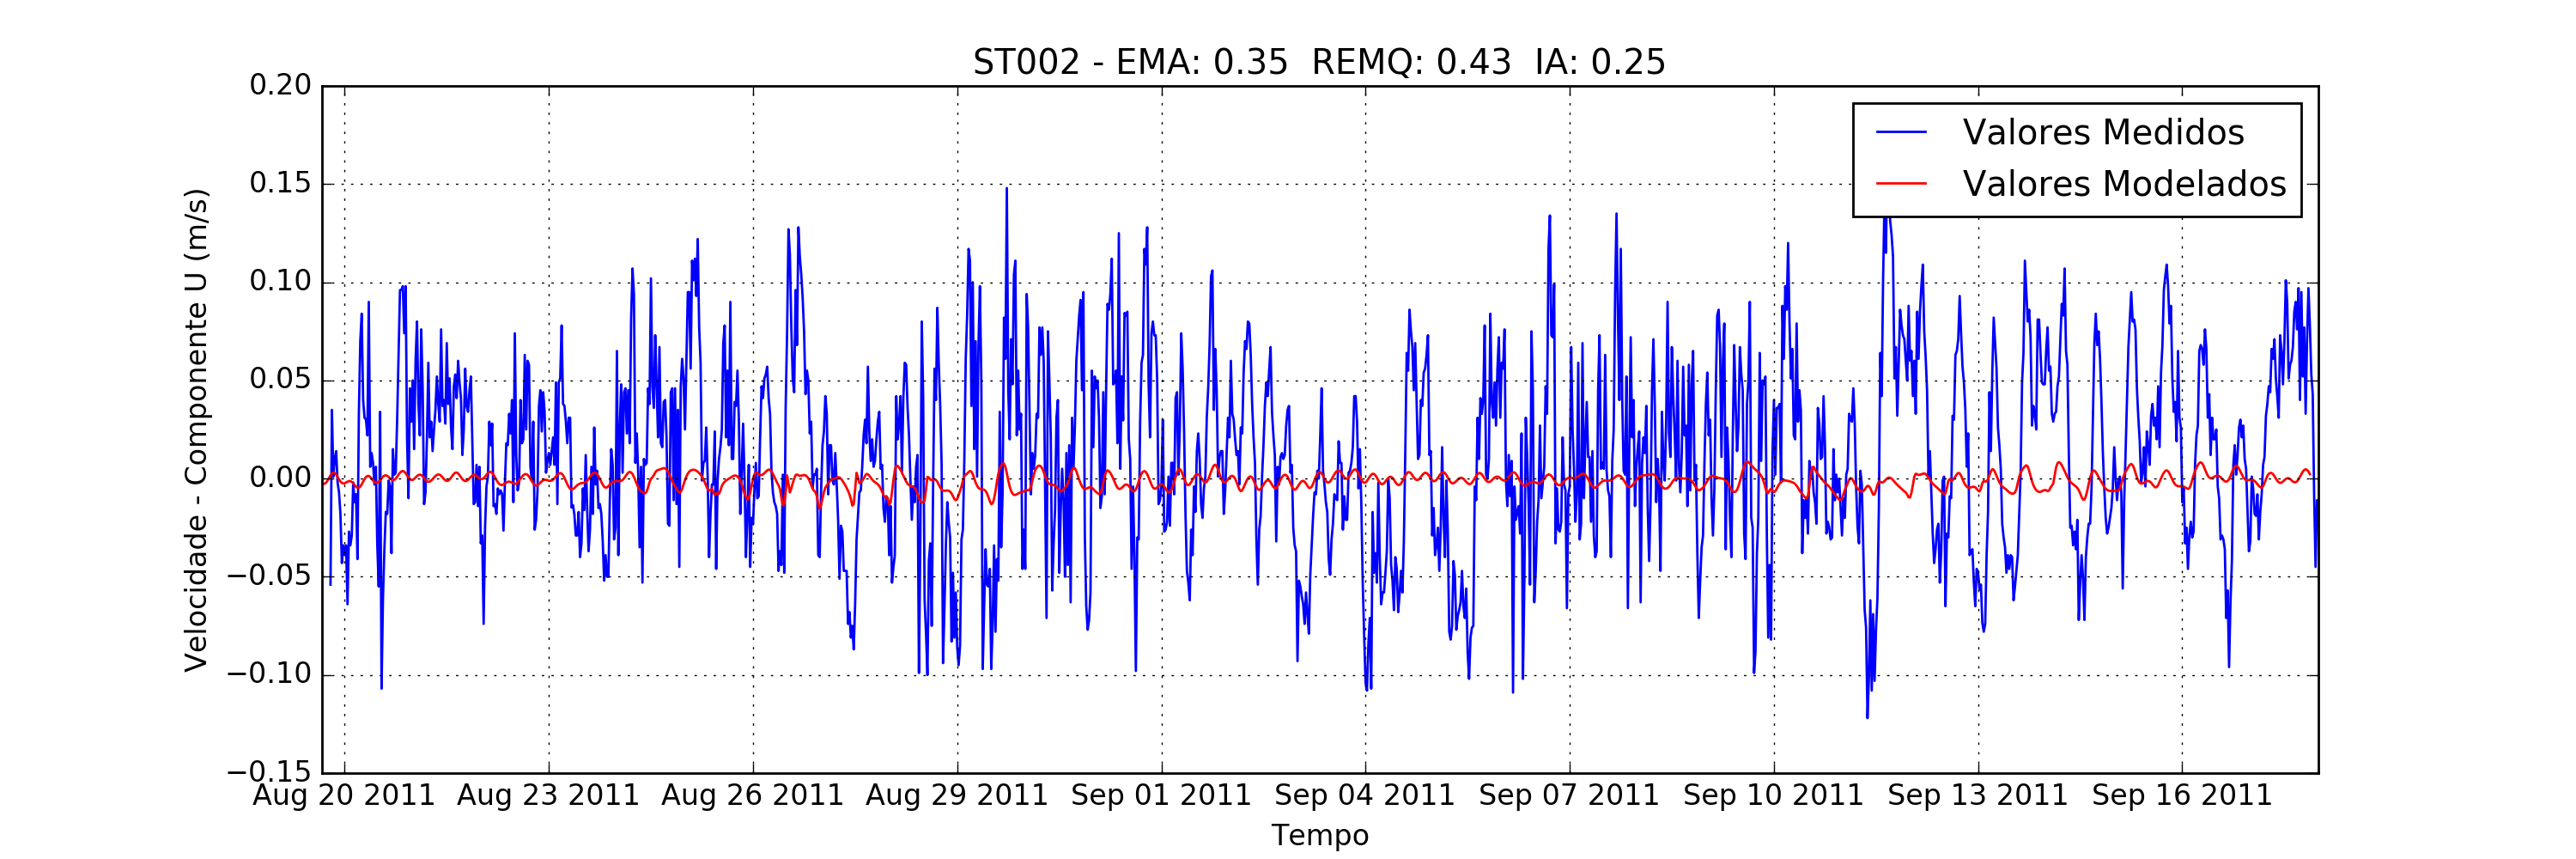 ST002 - EMA: 0.35  REMQ: 0.43  IA: 0.25
Valores Medidos
Valores Modelados
Velocidade - Componente U (m/s)
0.20
0.15
0.10
0.05
0.00
−0.05
−0.10
−0.15
Aug 20 2011 Aug 23 2011 Aug 26 2011 Aug 29 2011 Sep 01 2011 Sep 04 2011 Sep 07 2011 Sep 10 2011 Sep 13 2011 Sep 16 2011
Tempo